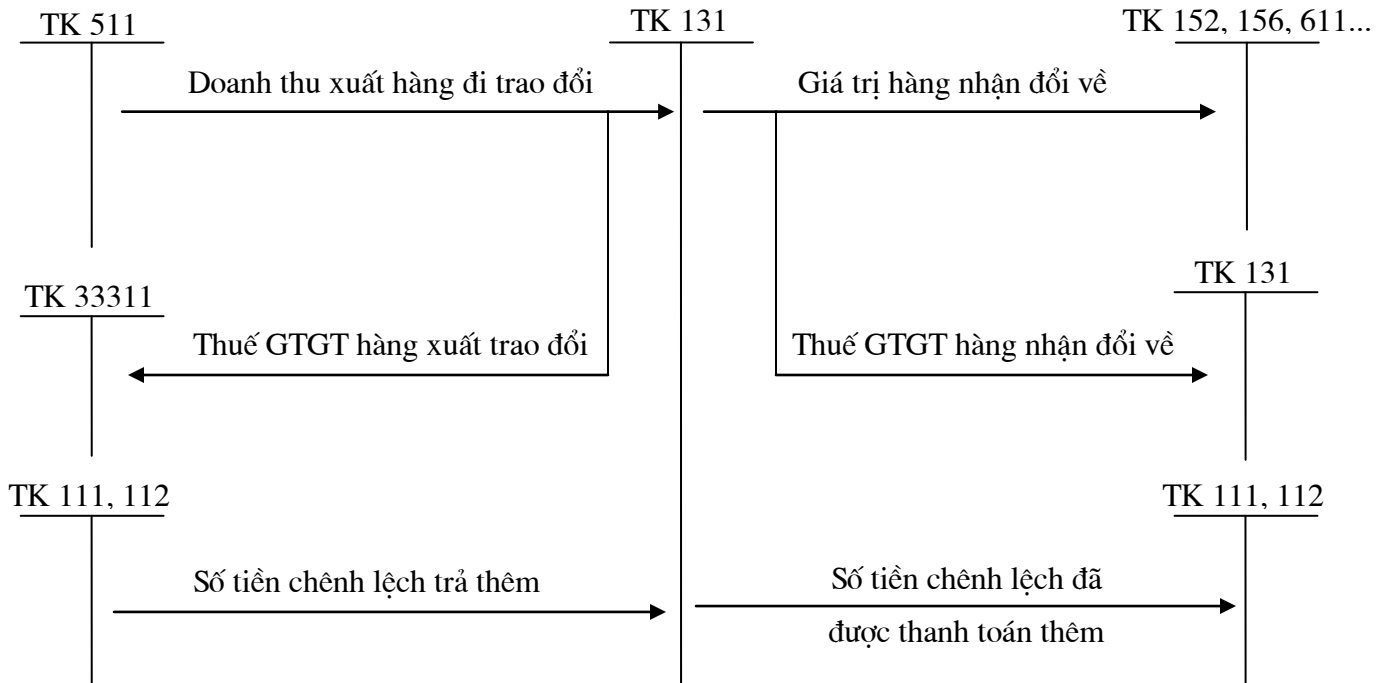 TK 511
TK 131
TK 152, 156, 611...
Doanh thu xuất hàng đi trao đổi
Giá trị hàng nhận đổi về
TK 33311
TK 131
Thuế GTGT hàng xuất trao đổi
Thuế GTGT hàng nhận đổi về
TK 111, 112
TK 111, 112
Số tiền chênh lệch trả thêm
Số tiền chênh lệch đã
được thanh toán thêm